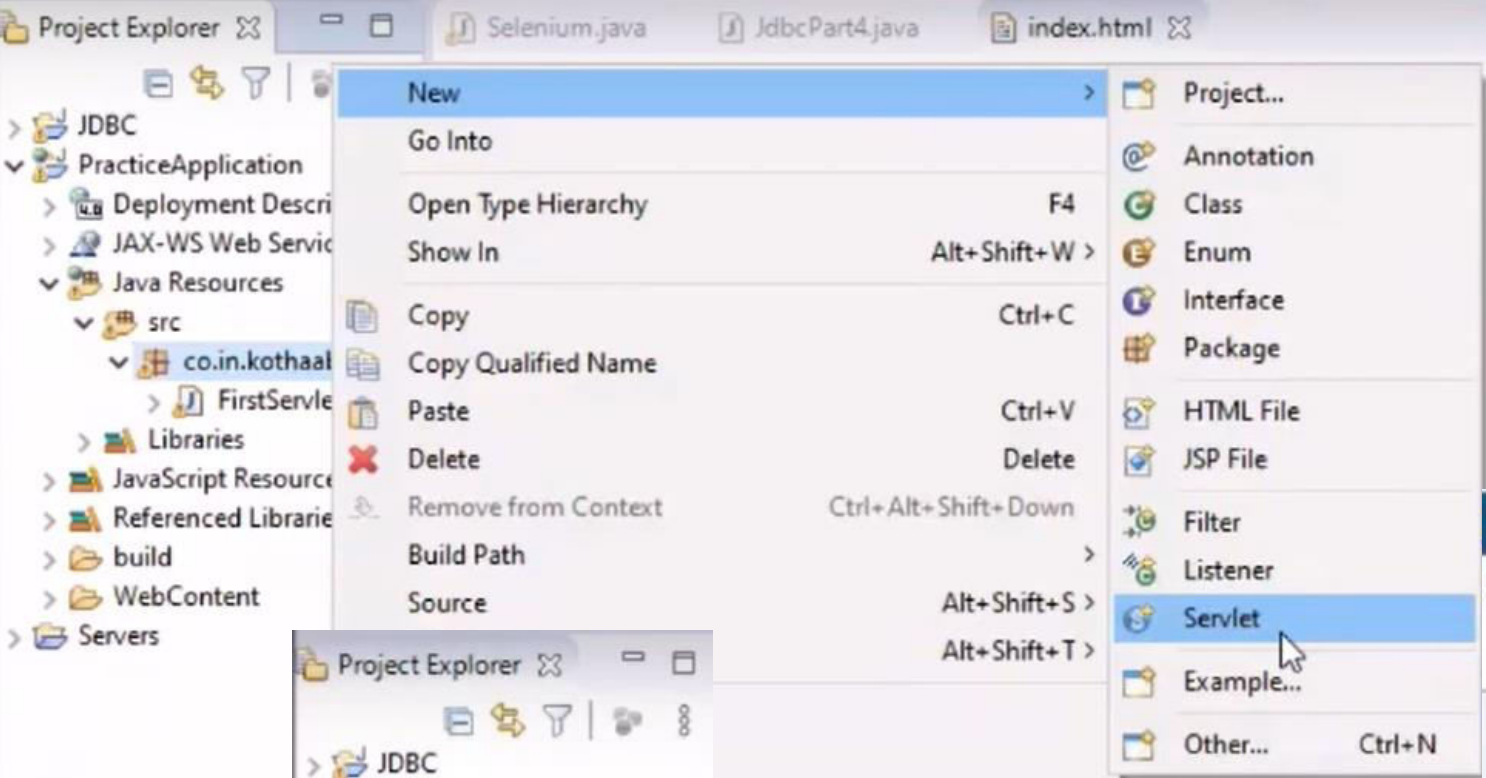 Project Explorer
Selenium.java
JdbcPart4.java
index.html
JDBC
PracticeApplication
Deployment Descri
JAX-WS Web Servic
Java Resources
src
co.in.kothaal
FirstServle
Libraries
JavaScript Resource
Referenced Librarie
build
WebContent
Servers
New
Go Into
Open Type Hierarchy F4
Show In Alt+Shift+W >
Copy Ctrl+C
Copy Qualified Name
Paste Ctrl+V
Delete Delete
Remove from Context Ctrl+Alt+Shift+Down
Build Path >
Source Alt+Shift+S >
Alt+Shift+T >
Project...
Annotation
Class
Enum
Interface
Package
HTML File
JSP File
Filter
Listener
Servlet
Example...
Other... Ctrl+N
Project Explorer
JDBC